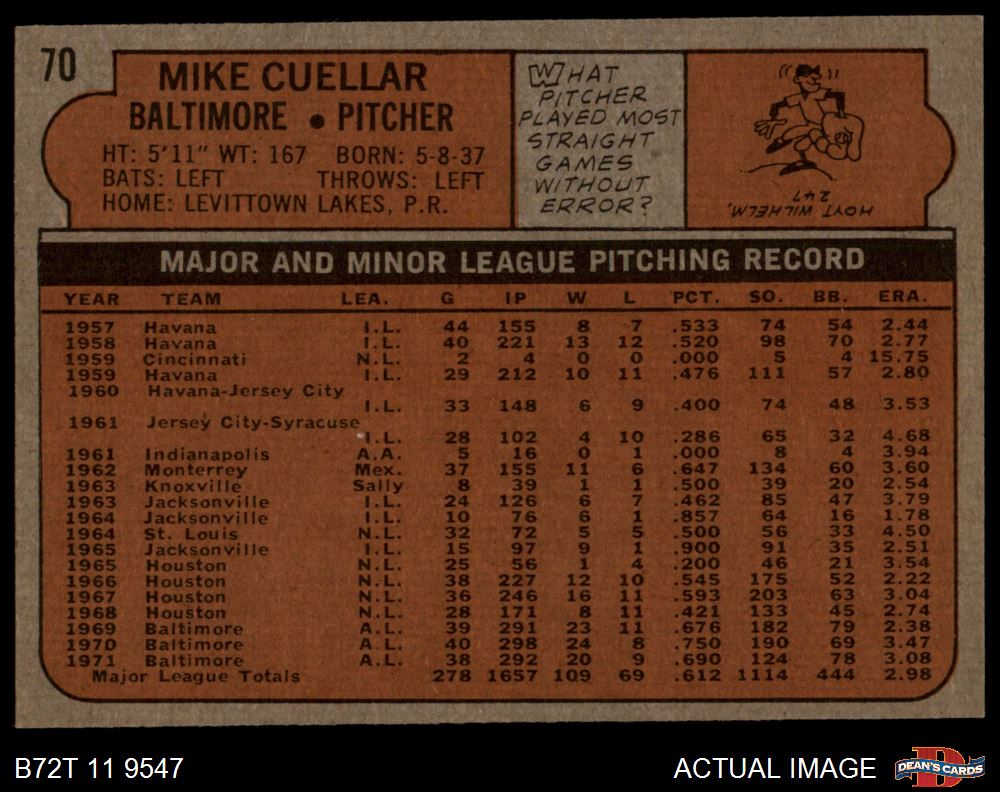 70
MIKE CUELLAR
BALTIMORE • PITCHER
HT: 5'11" WT: 167 BORN: 5-8-37
BATS: LEFT THROWS: LEFT
HOME: LEVITTOWN LAKES, P.R.
WHAT
PITCHER
PLAYED MOST
STRAIGHT
GAMES
WITHOUT
ERROR?
HOYT WILHELM,
247
MAJOR AND MINOR LEAGUE PITCHING RECORD
YEAR TEAM LEA. G IP W L PCT. SO. BB. ERA.
1957 Havana I.L. 44 155 8 7 .533 74 54 2.44
1958 Havana I.L. 40 221 13 12 .520 98 70 2.77
1959 Cincinnati N.L. 2 4 0 0 .000 5 4 15.75
1959 Havana I.L. 29 212 10 11 .476 111 57 2.80
1960 Havana-Jersey City
I.L. 33 148 6 9 .400 74 48 3.53
1961 Jersey City-Syracuse
I.L. 28 102 4 10 .286 65 32 4.68
1961 Indianapolis A.A. 5 16 0 1 .000 8 4 3.94
1962 Monterrey Mex. 37 155 11 6 .647 134 60 3.60
1963 Knoxville Sally 8 39 1 1 .500 39 20 2.54
1963 Jacksonville I.L. 24 126 6 7 .462 85 47 3.79
1964 Jacksonville I.L. 10 76 6 1 .857 64 16 1.78
1964 St. Louis N.L. 32 72 5 5 .500 56 33 4.50
1965 Jacksonville I.L. 15 97 9 1 .900 91 35 2.51
1965 Houston N.L. 25 56 1 4 .200 46 21 3.54
1966 Houston N.L. 38 227 12 10 .545 175 52 2.22
1967 Houston N.L. 36 246 16 11 .593 203 63 3.04
1968 Houston N.L. 28 171 8 11 .421 133 45 2.74
1969 Baltimore A.L. 39 291 23 11 .676 182 79 2.38
1970 Baltimore A.L. 40 298 24 8 .750 190 69 3.47
1971 Baltimore A.L. 38 292 20 9 .690 124 78 3.08
Major League Totals 278 1657 109 69 .612 1114 444 2.98
B72T 11 9547
ACTUAL IMAGE
DEAN'S CARDS